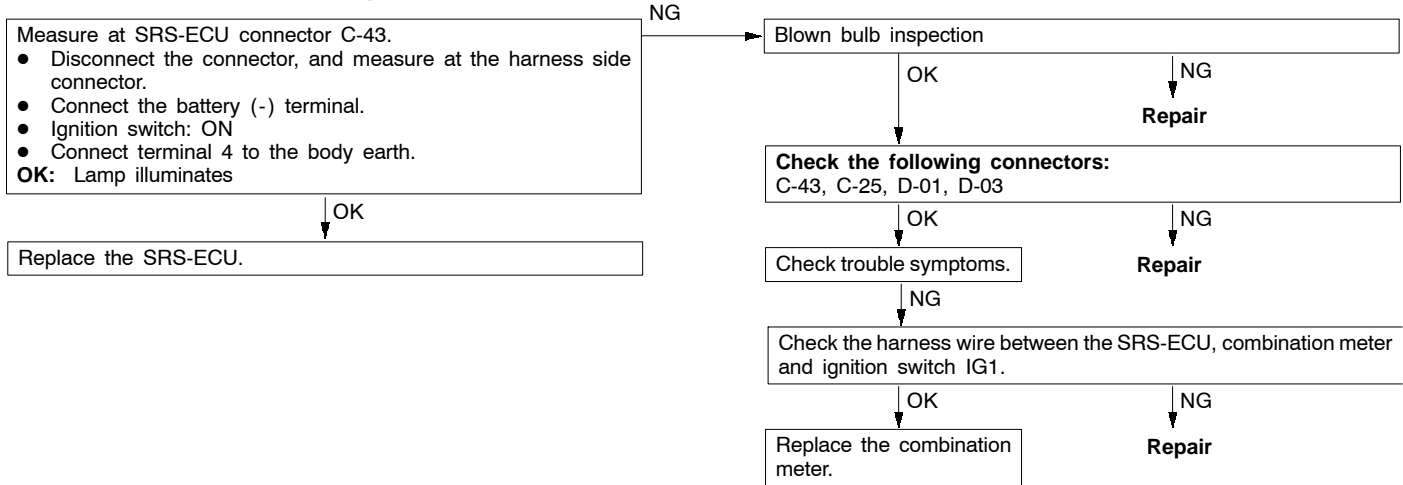 Measure at SRS-ECU connector C-43.
● Disconnect the connector, and measure at the harness side
connector.
● Connect the battery (-) terminal.
● Ignition switch: ON
● Connect terminal 4 to the body earth.
OK: Lamp illuminates
OK
Replace the SRS-ECU.
NG
Blown bulb inspection
OK
NG
Repair
Check the following connectors:
C-43, C-25, D-01, D-03
OK
NG
Check trouble symptoms.
Repair
NG
Check the harness wire between the SRS-ECU, combination meter
and ignition switch IG1.
OK
NG
Replace the combination
meter.
Repair